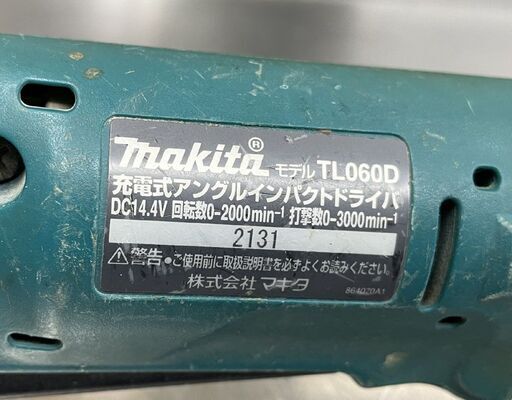 makita® モデル TL060D
充電式アングルインパクトドライバ
DC14.4V 回転数0-2000min-1 打撃数0-3000min-1
2131
⚠警告●ご使用前に取扱説明書を必ずよくお読みください。
株式会社 マキタ 864020A1